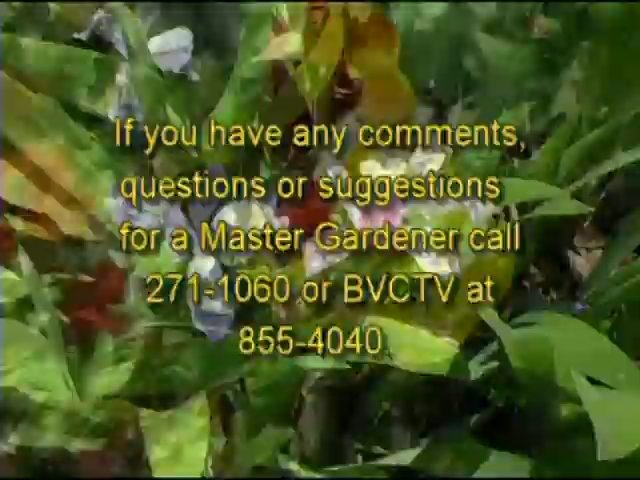 If you have any comments,
questions or suggestions
for a Master Gardener call
271-1060 or BVCTV at
855-4040